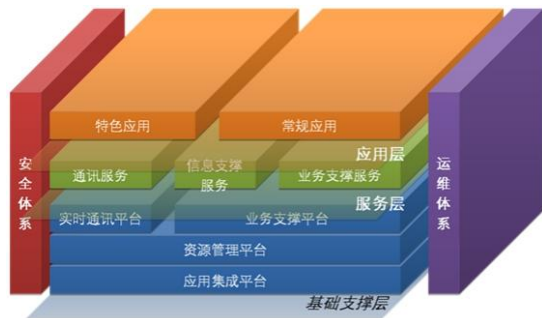 特色应用
常规应用
应用层
通讯服务
信息支撑
服务
业务支撑服务
服务层
实时通讯平台
业务支撑平台
资源管理平台
应用集成平台
基础支撑层
安全体系
运维体系